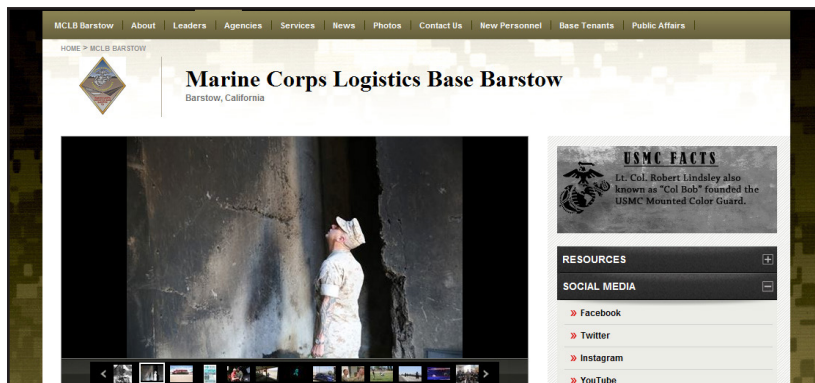 MCLB Barstow About Leaders Agencies Services News Photos Contact Us New Personnel Base Tenants Public Affairs
HOME > MCLB BARSTOW
Marine Corps Logistics Base Barstow
Barstow, California
USMC FACTS
Lt. Col. Robert Lindsley also
known as "Col Bob" founded the
USMC Mounted Color Guard.
RESOURCES
SOCIAL MEDIA
» Facebook
» Twitter
» Instagram
» YouTube